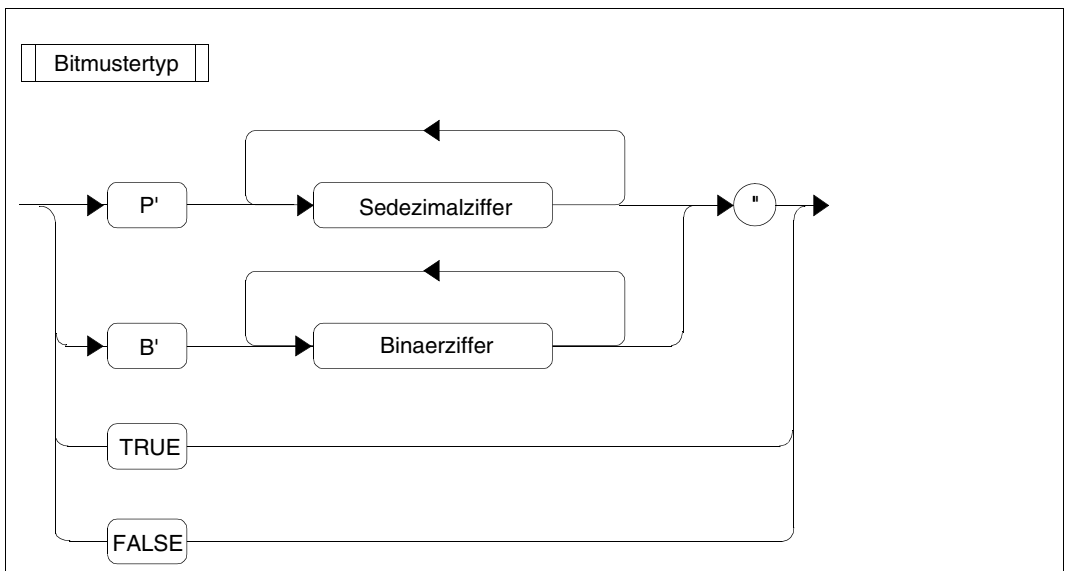 Bitmustertyp
P'
Sedezimalziffer
"
B'
Binaerziffer
TRUE
FALSE